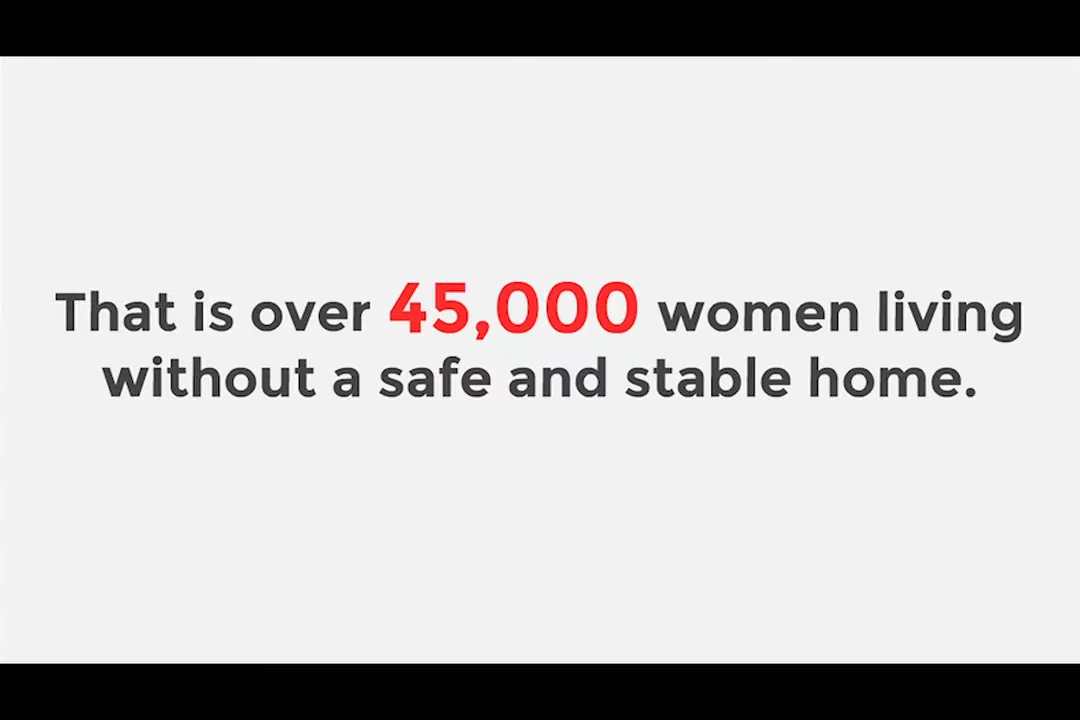 That is over 45,000 women living
without a safe and stable home.